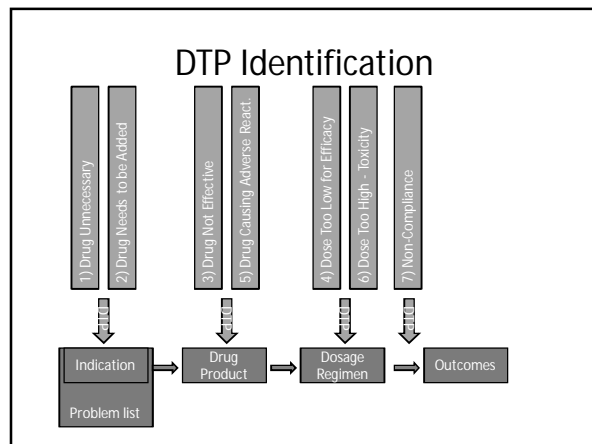 DTP Identification
1) Drug Unnecessary
2) Drug Needs to be Added
3) Drug Not Effective
5) Drug Causing Adverse React.
4) Dose Too Low for Efficacy
6) Dose Too High - Toxicity
7) Non-Compliance
DTP
DTP
DTP
DTP
Indication
Problem list
Drug
Product
Dosage
Regimen
Outcomes